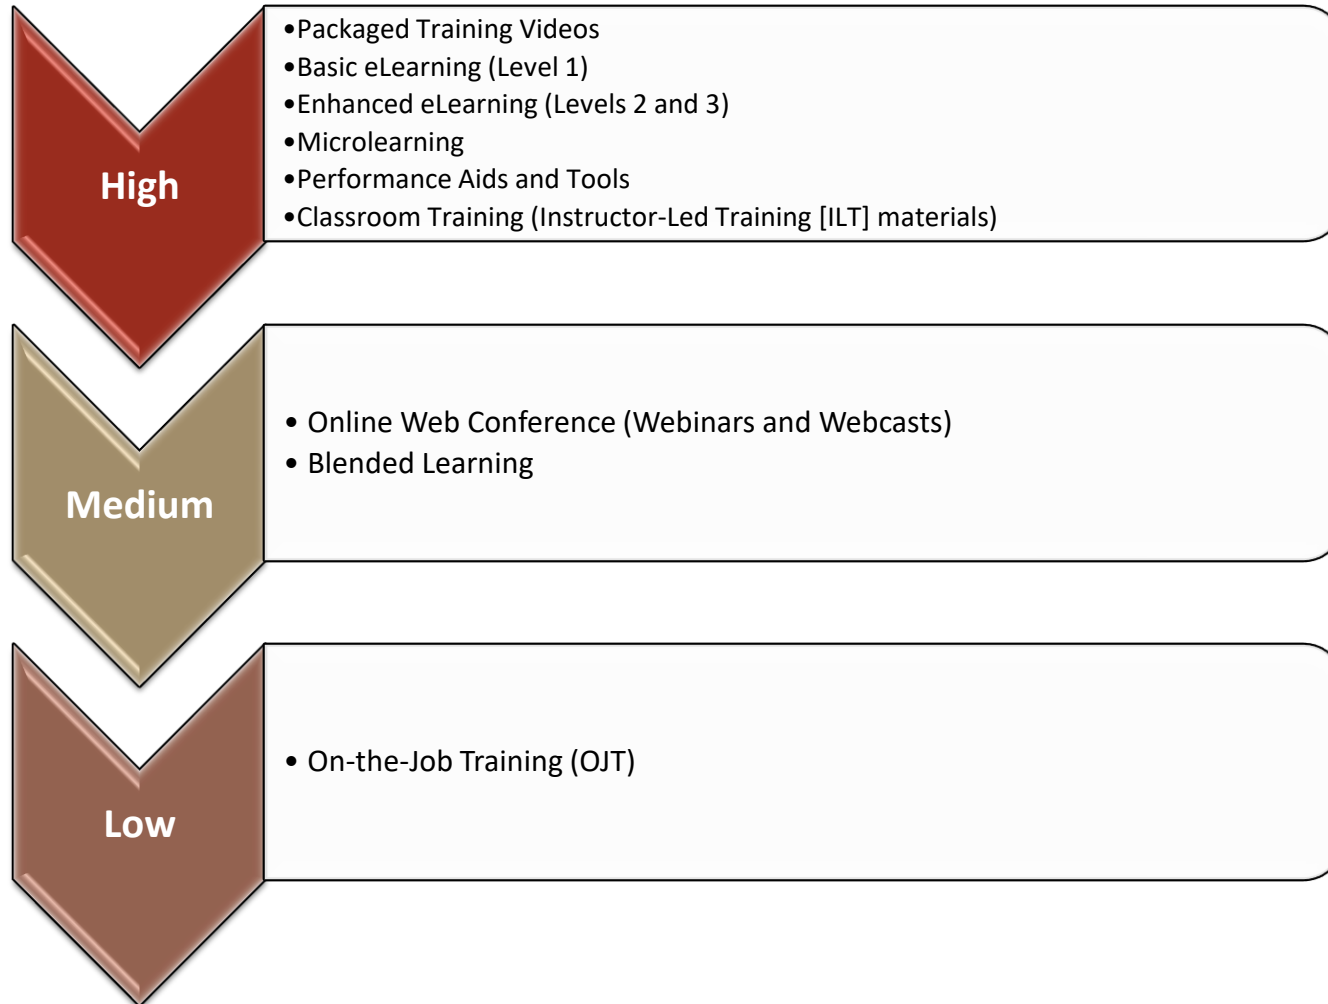 •Packaged Training Videos
•Basic eLearning (Level 1)
•Enhanced eLearning (Levels 2 and 3)
•Microlearning
•Performance Aids and Tools
•Classroom Training (Instructor-Led Training [ILT] materials)
High
• Online Web Conference (Webinars and Webcasts)
• Blended Learning
Medium
• On-the-Job Training (OJT)
Low